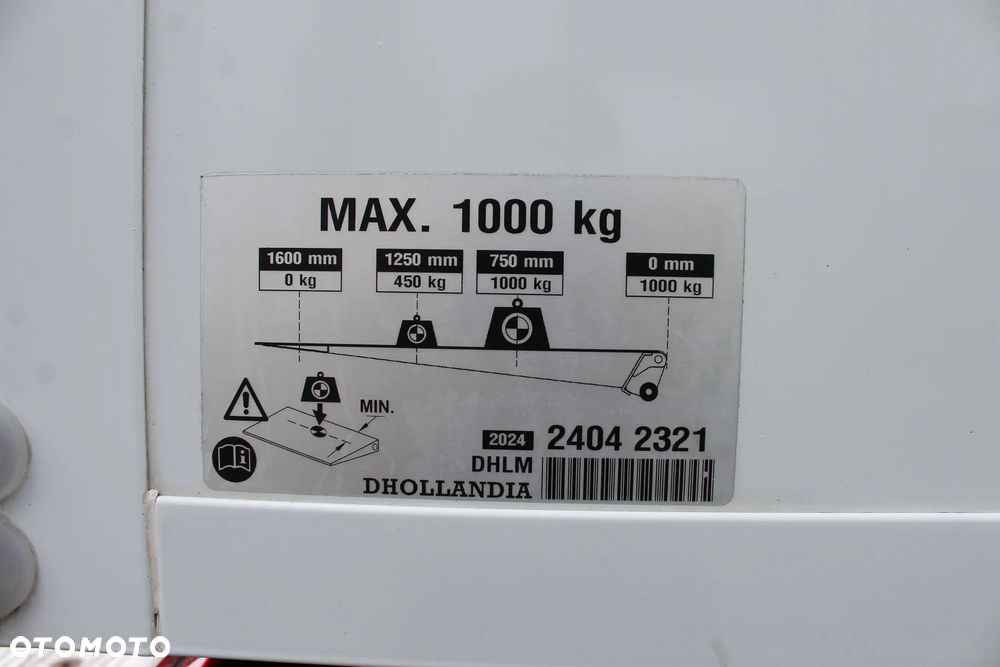 MAX. 1000 kg
1600 mm 1250 mm 750 mm 0 mm
0 kg 450 kg 1000 kg 1000 kg
MIN.
2024 2404 2321
DHLM
DHOLLANDIA
OTOMOTO